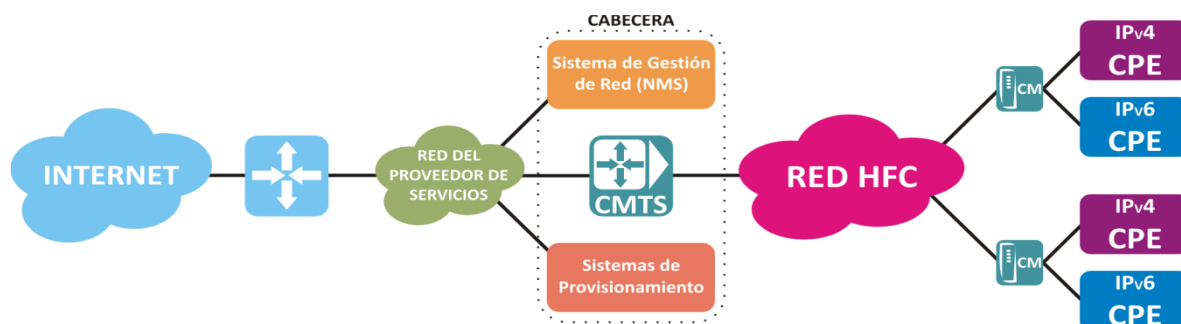 CABECERA
Sistema de Gestión
de Red (NMS)
INTERNET
RED DEL
PROVEEDOR DE
SERVICIOS
CMTS
Sistemas de
Provisionamiento
RED HFC
CM
IPv4
CPE
IPv6
CPE
CM
IPv4
CPE
IPv6
CPE